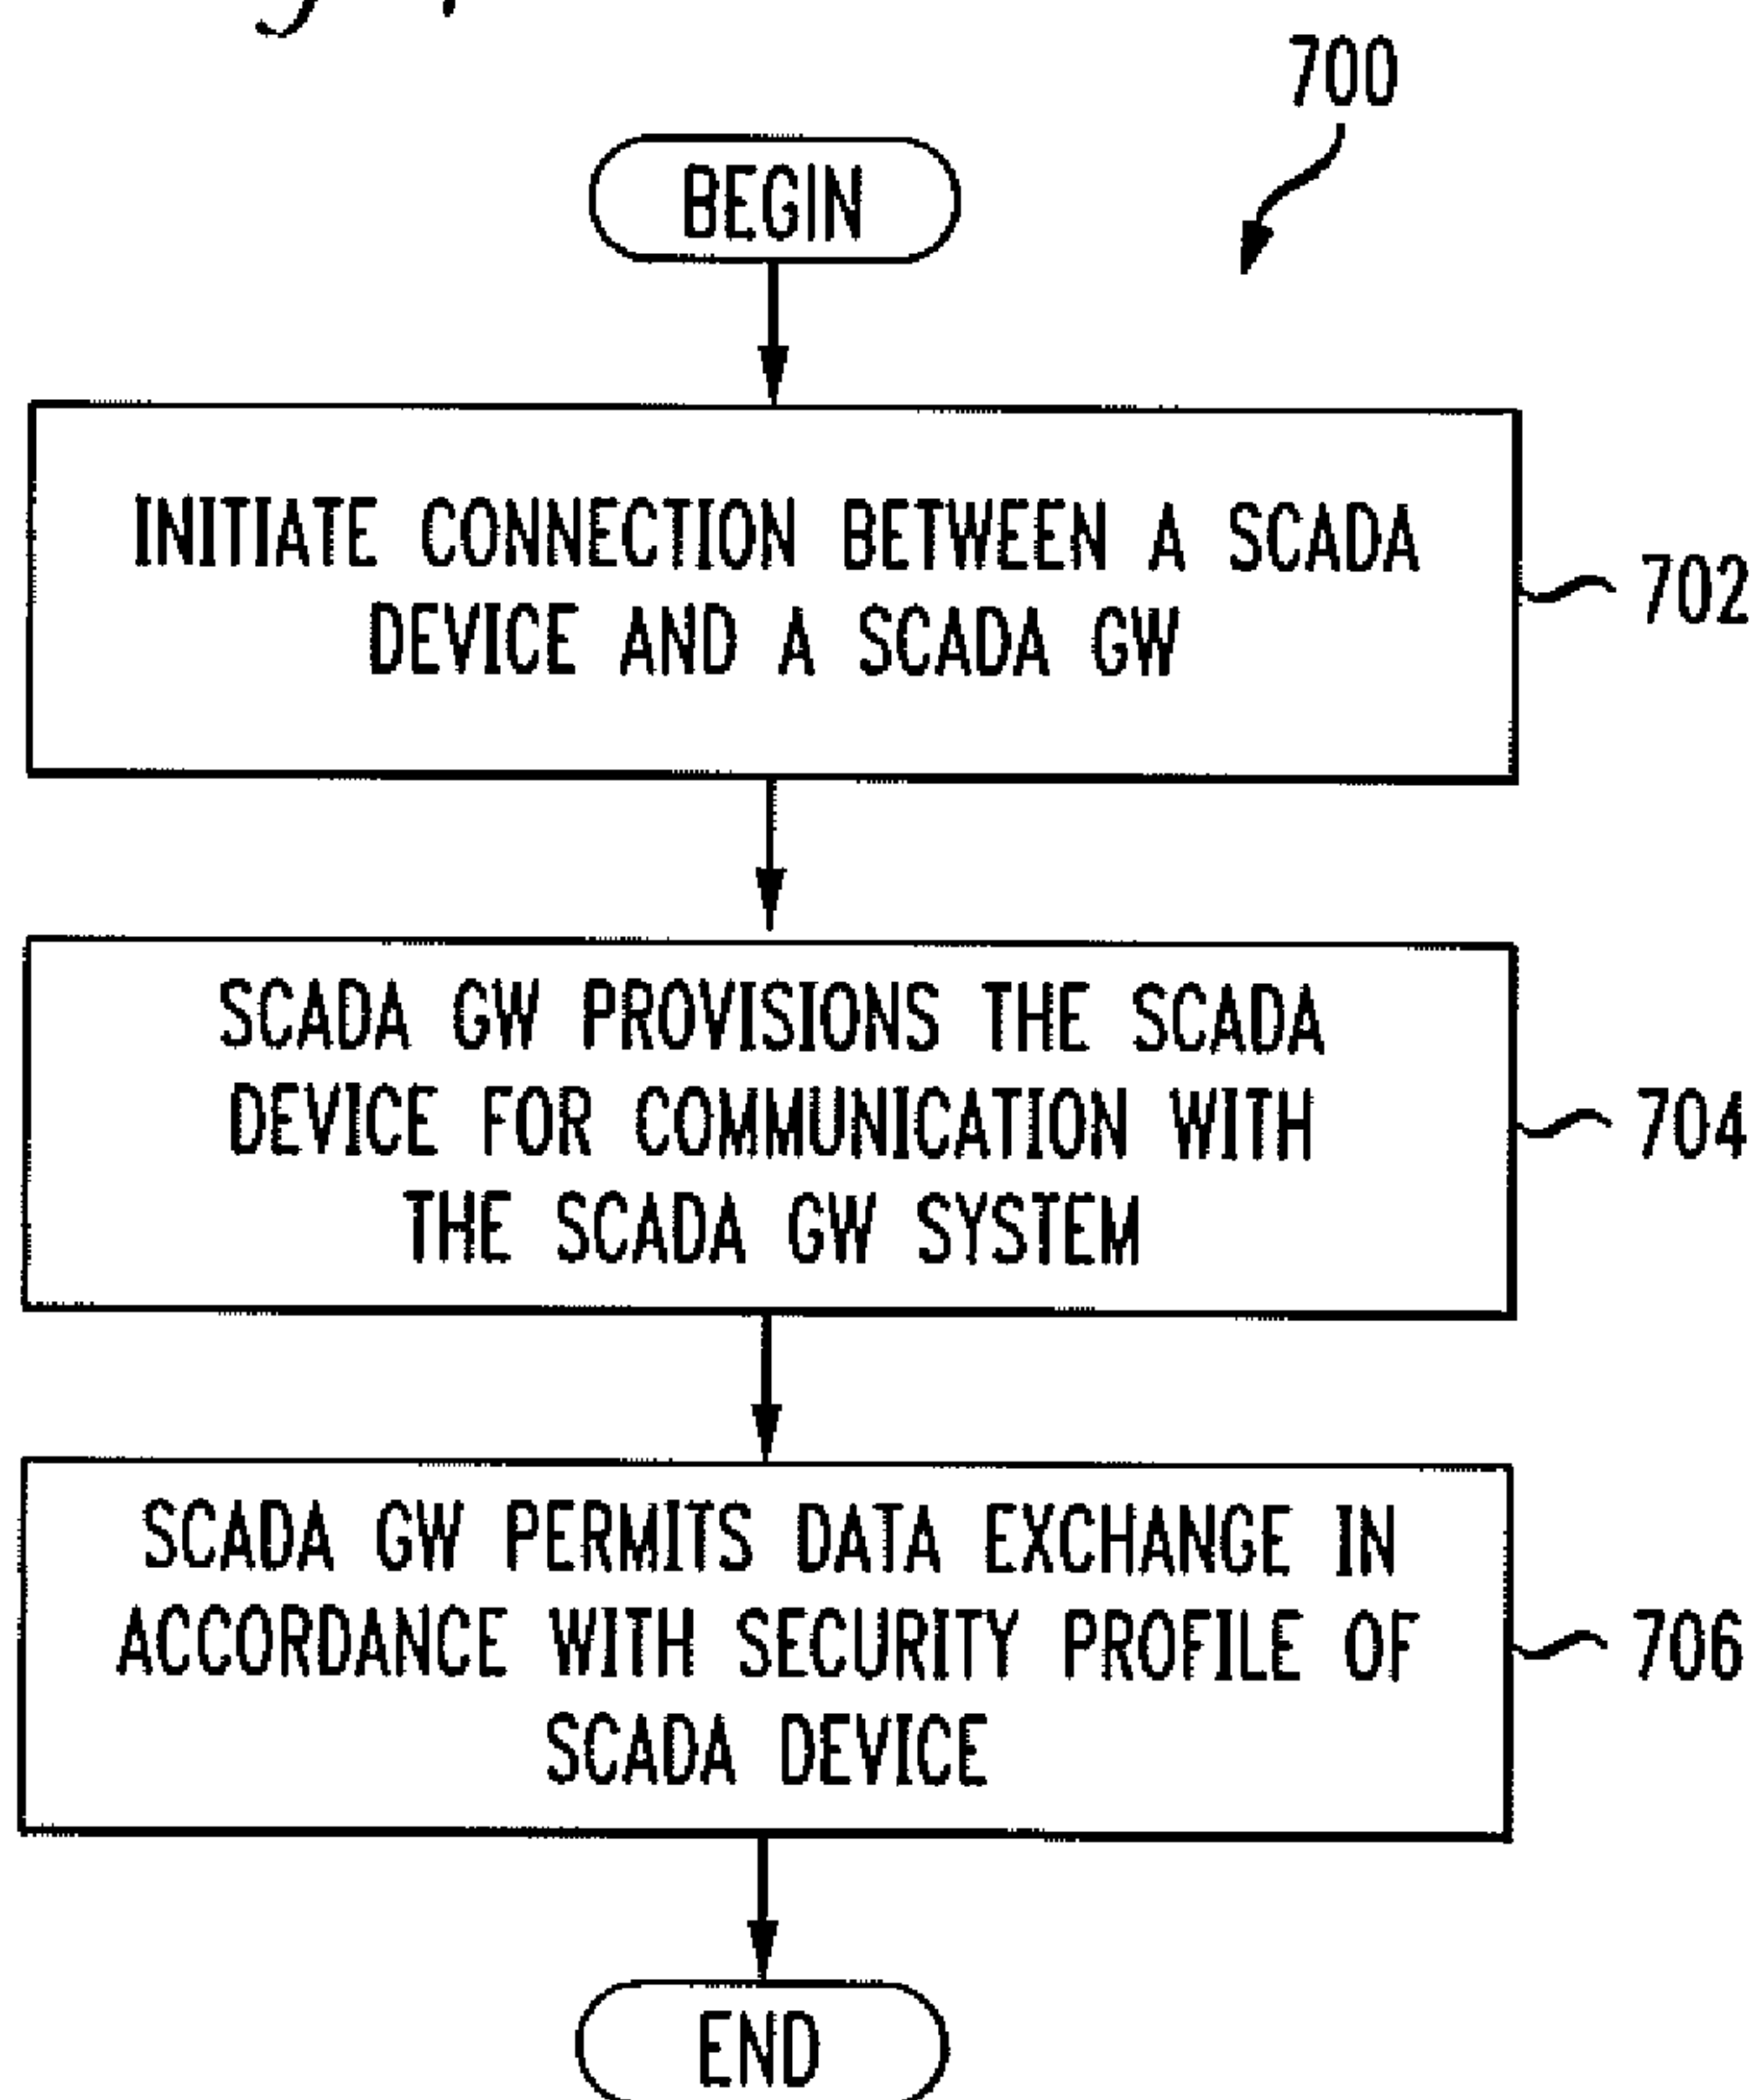 700
BEGIN
INITIATE CONNECTION BETWEEN A SCADA
DEVICE AND A SCADA GW
702
SCADA GW PROVISIONS THE SCADA
DEVICE FOR COMMUNICATION WITH
THE SCADA GW SYSTEM
704
SCADA GW PERMITS DATA EXCHANGE IN
ACCORDANCE WITH SECURITY PROFILE OF
SCADA DEVICE
706
END